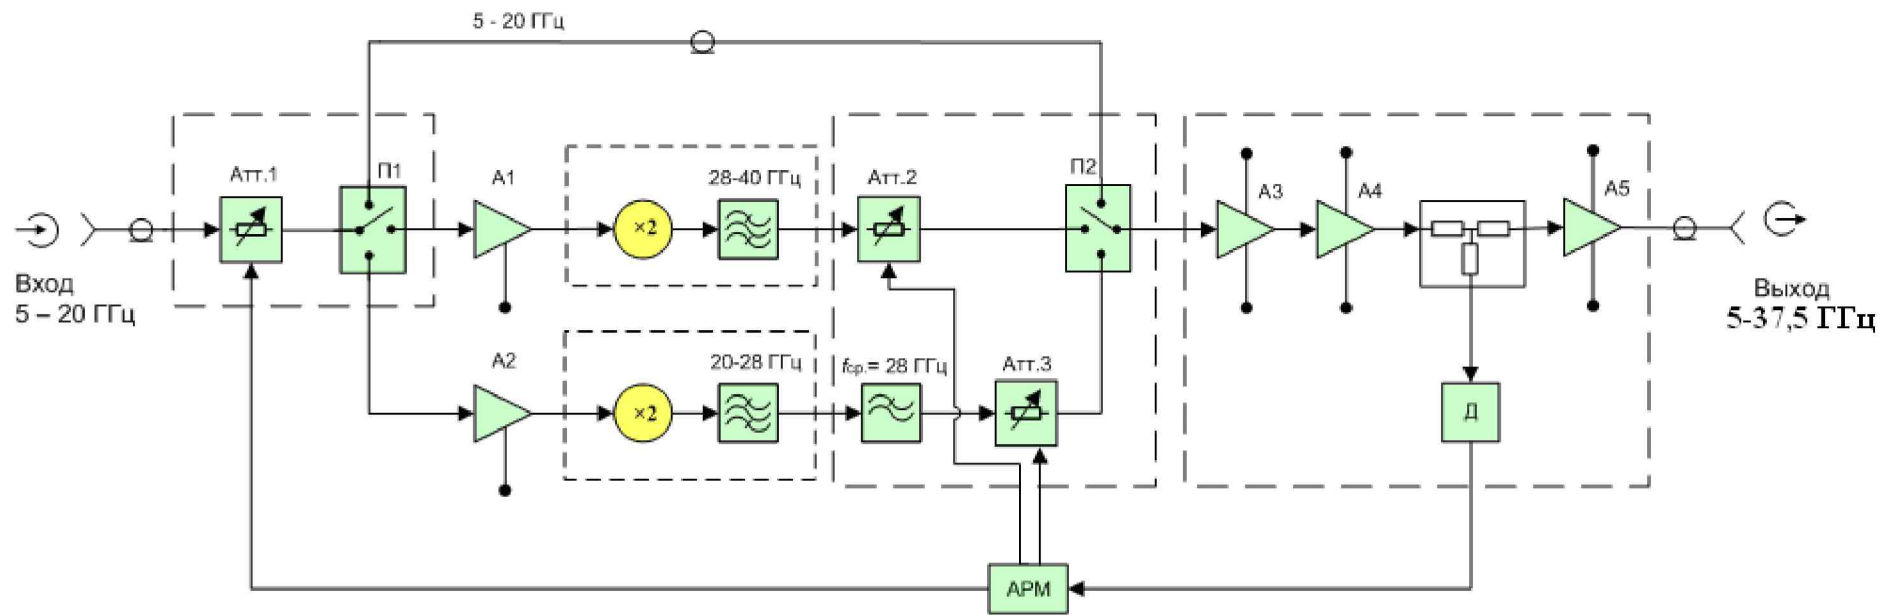 5 - 20 ГГц
Атт.1
П1
А1
28-40 ГГц
×2
Атт.2
П2
А3
А4
А5
Вход
5 – 20 ГГц
Выход
5-37,5 ГГц
А2
20-28 ГГц
×2
fср.= 28 ГГц
Атт.3
Д
АРМ